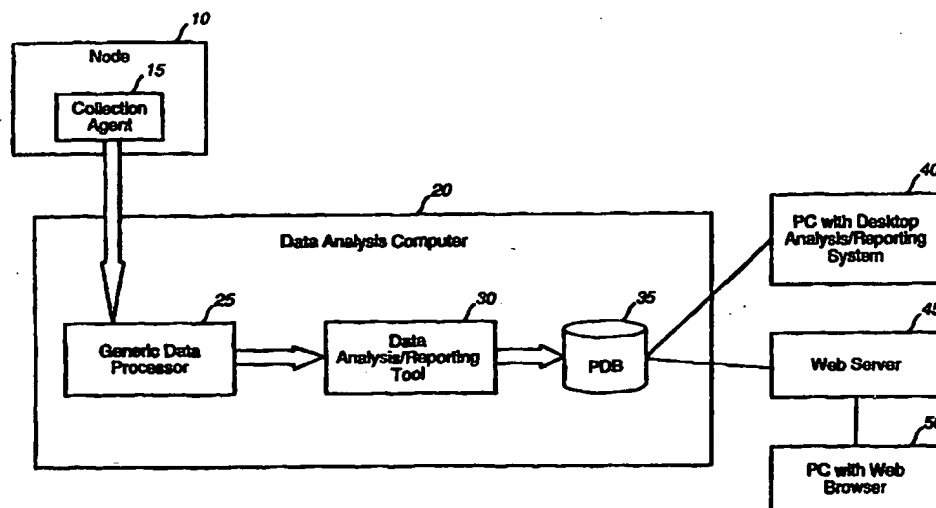 10
Node
15
Collection
Agent
20
Data Analysis Computer
25
Generic Data
Processor
30
Data
Analysis/Reporting
Tool
35
PDB
40
PC with Desktop
Analysis/Reporting
System
45
Web Server
50
PC with Web
Browser